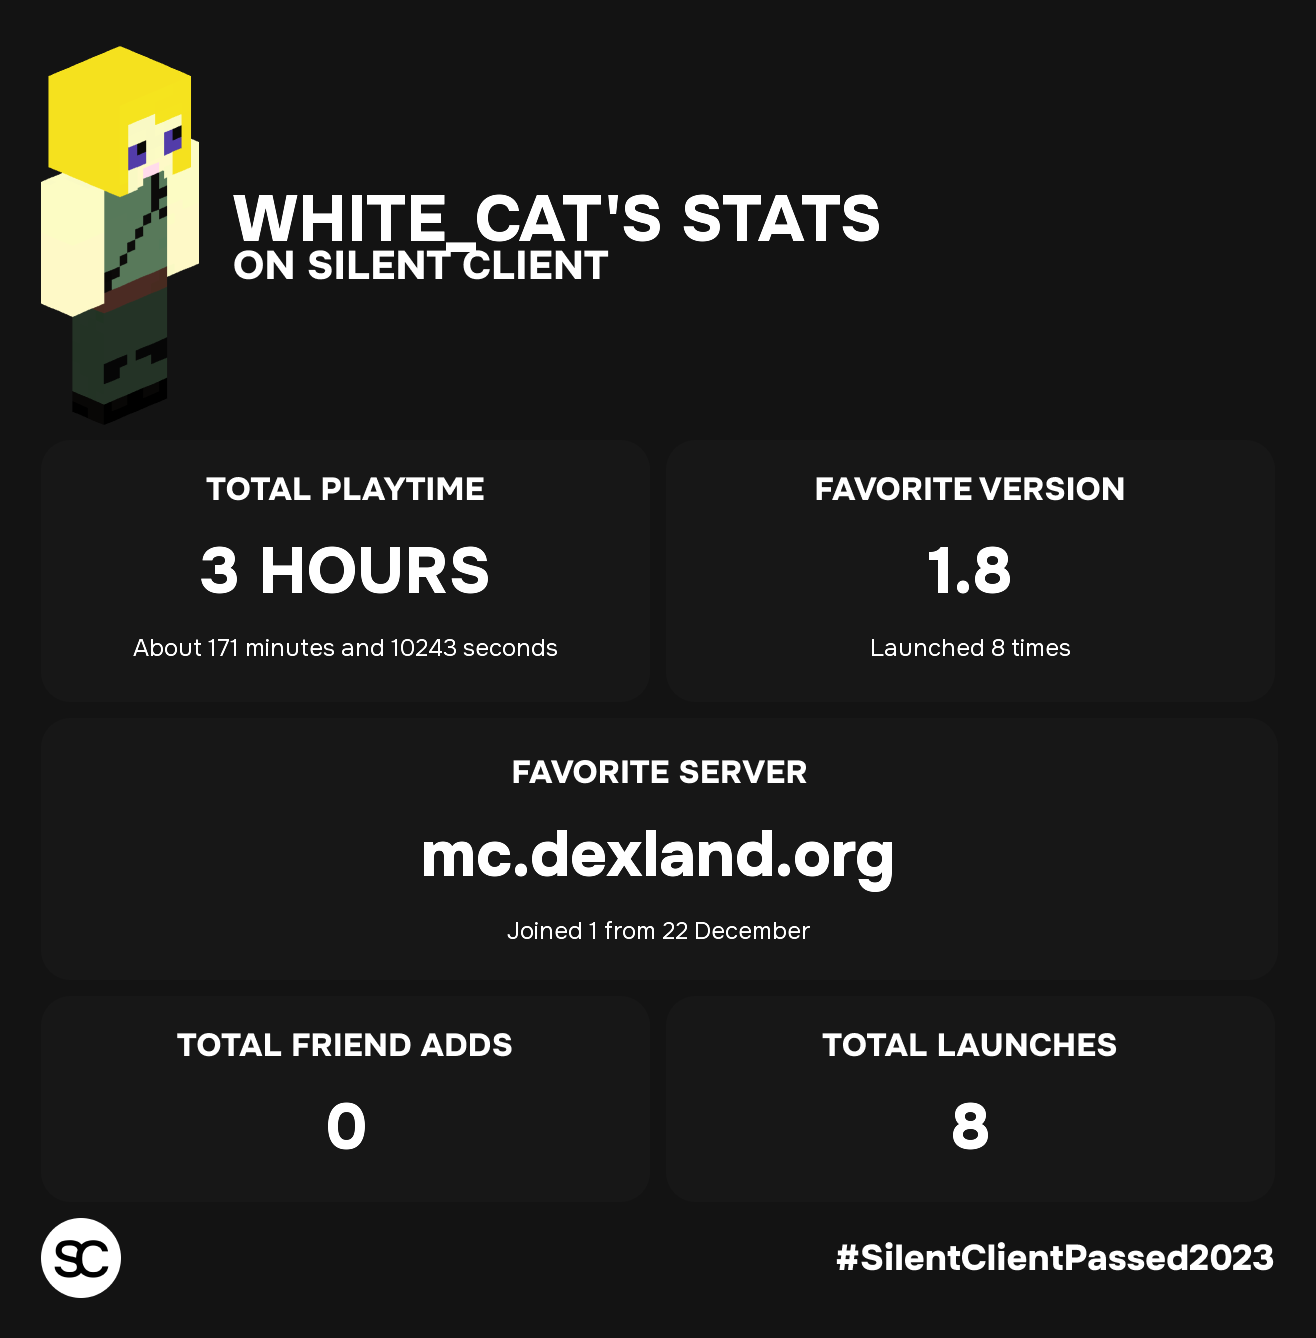 WHITE_CAT'S STATS
ON SILENT CLIENT
TOTAL PLAYTIME
3 HOURS
About 171 minutes and 10243 seconds
FAVORITE VERSION
1.8
Launched 8 times
FAVORITE SERVER
mc.dexland.org
Joined 1 from 22 December
TOTAL FRIEND ADDS
0
TOTAL LAUNCHES
8
SC
#SilentClientPassed2023